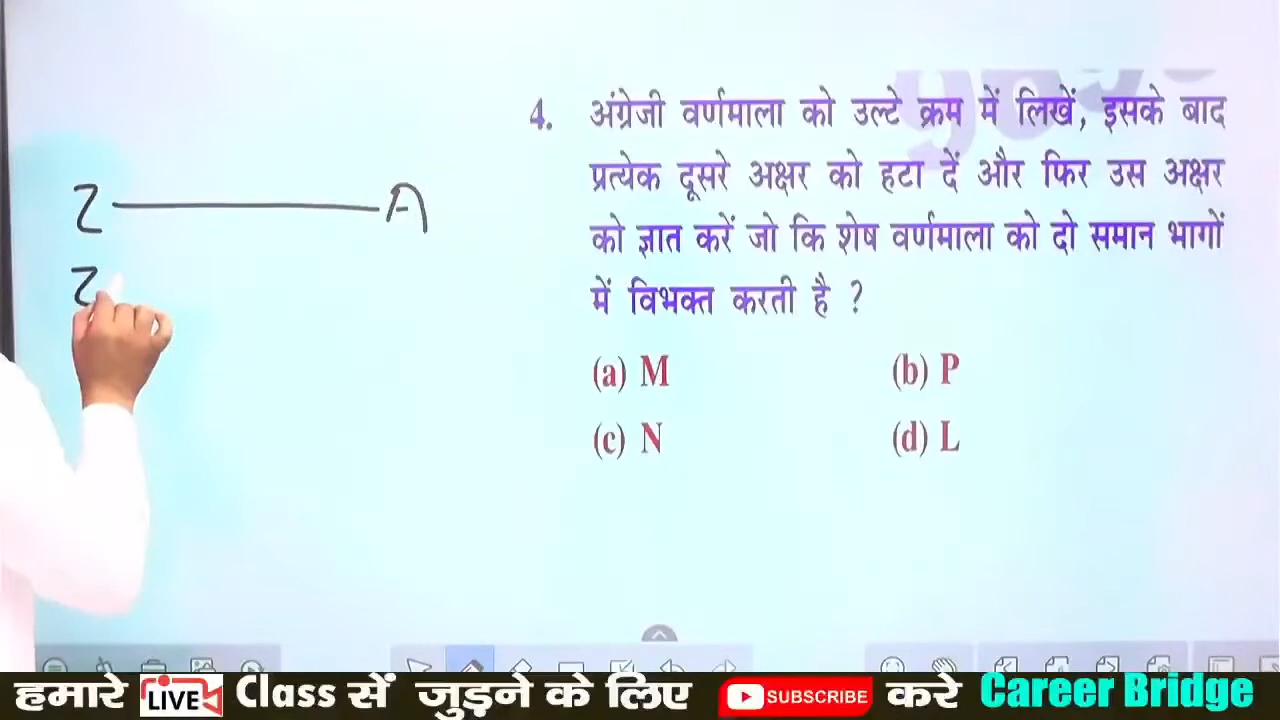 4. अंग्रेजी वर्णमाला को उल्टे क्रम में लिखें, इसके बाद
प्रत्येक दूसरे अक्षर को हटा दें और फिर उस अक्षर
को ज्ञात करें जो कि शेष वर्णमाला को दो समान भागों
में विभक्त करती है ?
(a) M (b) P
(c) N (d) L
Z A
Z
हमारे LIVE Class सें जुड़ने के लिए SUBSCRIBE करे Career Bridge